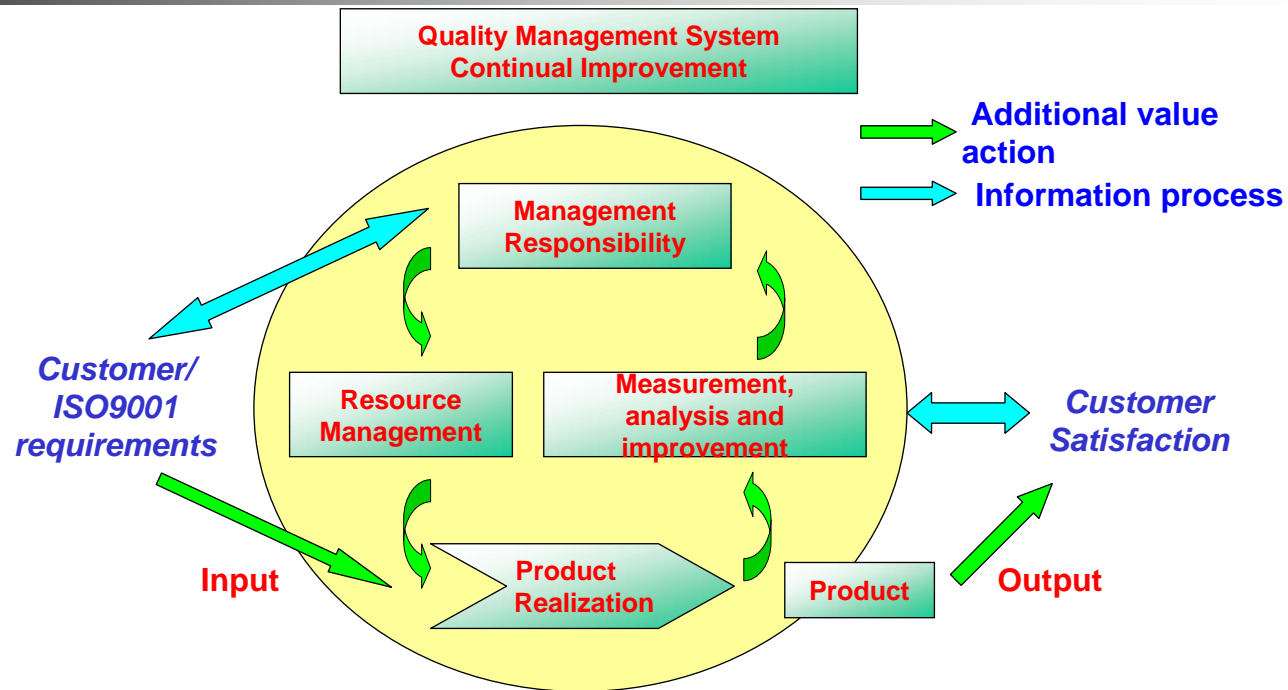 Quality Management System
Continual Improvement
Additional value
action
Information process
Management
Responsibility
Customer/
ISO9001
requirements
Resource
Management
Measurement,
analysis and
improvement
Customer
Satisfaction
Input
Product
Realization
Product
Output